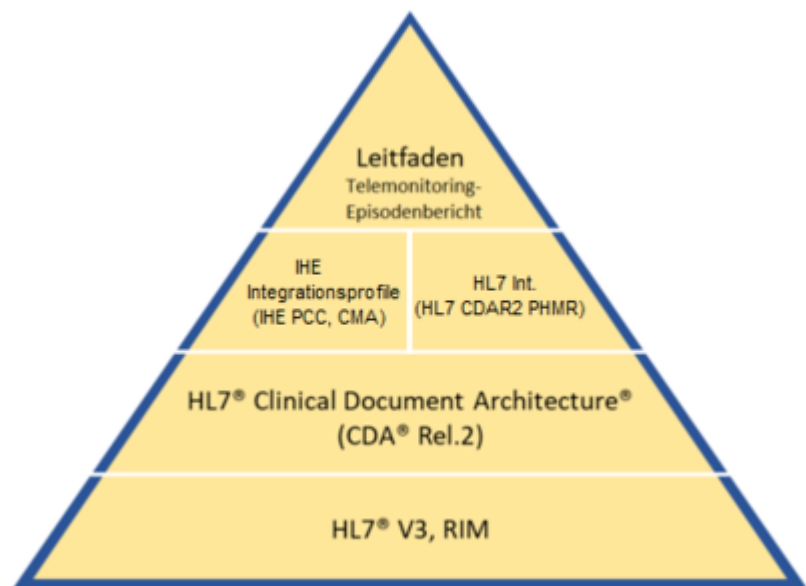 Leitfaden
Telemonitoring-
Episodenbericht
IHE
Integrationsprofile
(IHE PCC, CMA)
HL7 Int.
(HL7 CDAR2 PHMR)
HL7® Clinical Document Architecture®
(CDA® Rel.2)
HL7® V3, RIM